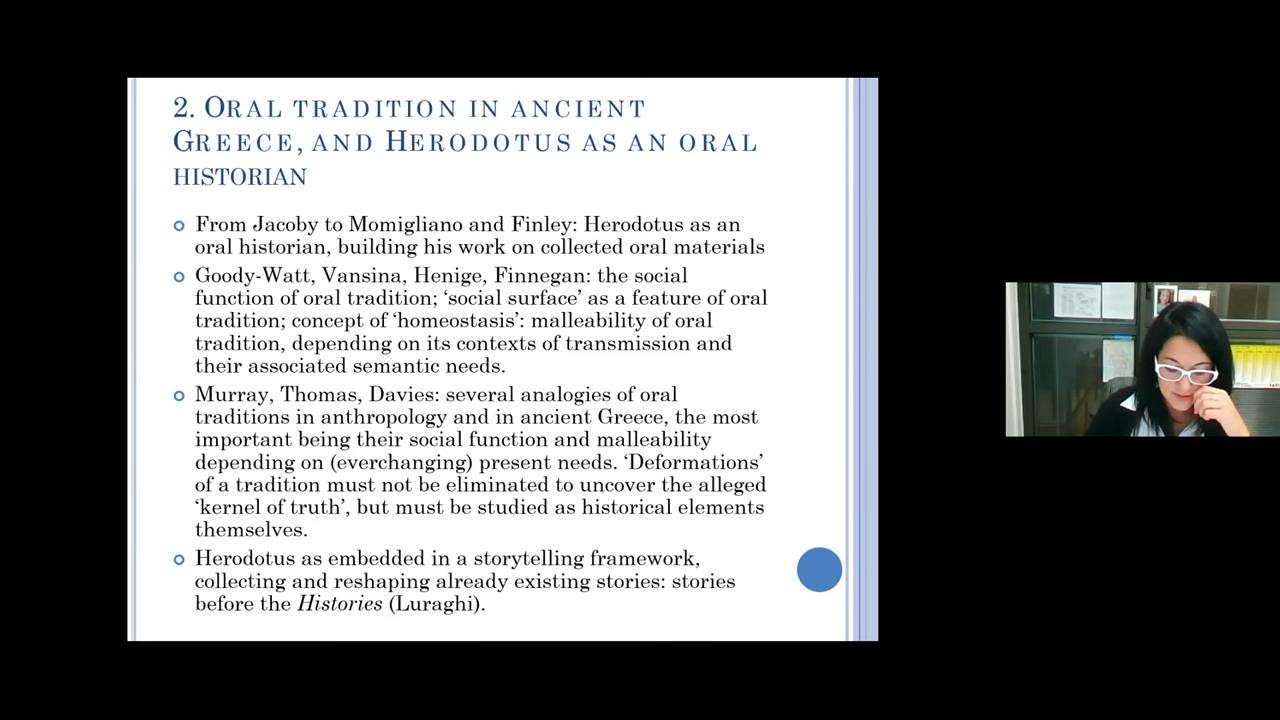 2. ORAL TRADITION IN ANCIENT
GREECE, AND HERODOTUS AS AN ORAL
HISTORIAN
From Jacoby to Momigliano and Finley: Herodotus as an
oral historian, building his work on collected oral materials
Goody-Watt, Vansina, Henige, Finnegan: the social
function of oral tradition; ‘social surface’ as a feature of oral
tradition; concept of ‘homeostasis’: malleability of oral
tradition, depending on its contexts of transmission and
their associated semantic needs.
Murray, Thomas, Davies: several analogies of oral
traditions in anthropology and in ancient Greece, the most
important being their social function and malleability
depending on (everchanging) present needs. ‘Deformations’
of a tradition must not be eliminated to uncover the alleged
‘kernel of truth’, but must be studied as historical elements
themselves.
Herodotus as embedded in a storytelling framework,
collecting and reshaping already existing stories: stories
before the Histories (Luraghi).